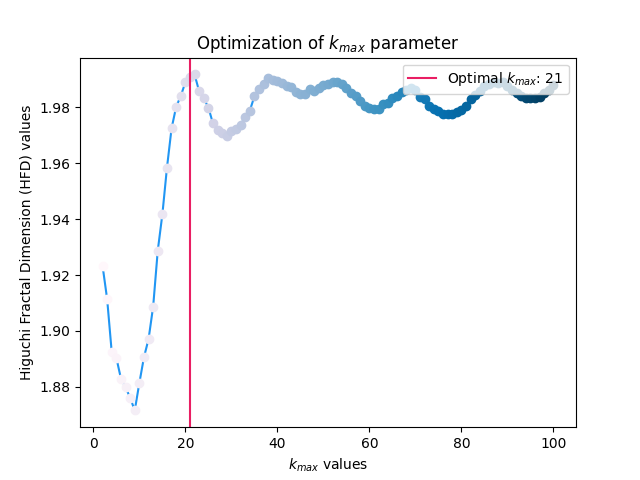 Optimization of k_max parameter
Optimal k_max: 21
Higuchi Fractal Dimension (HFD) values
1.98
1.96
1.94
1.92
1.90
1.88
0 20 40 60 80 100
k_max values